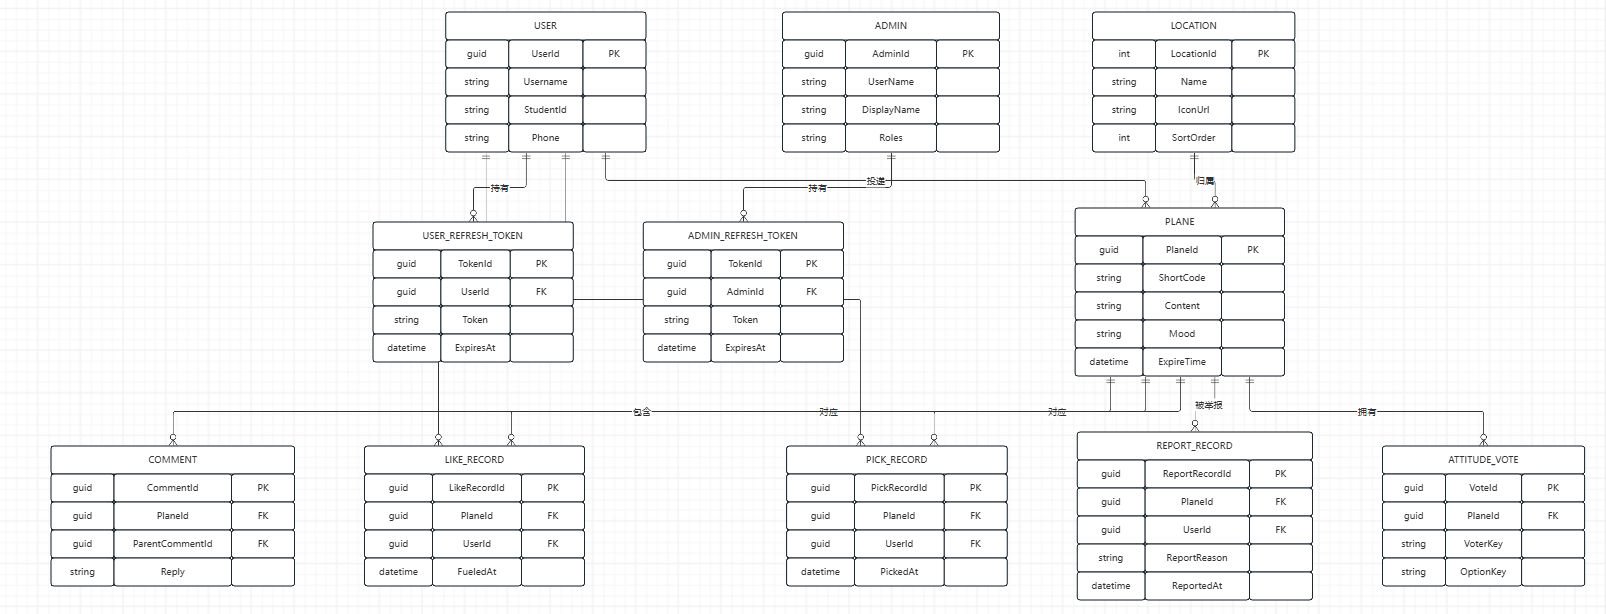 USER
guid UserId PK
string Username
string StudentId
string Phone
ADMIN
guid AdminId PK
string UserName
string DisplayName
string Roles
LOCATION
int LocationId PK
string Name
string IconUrl
int SortOrder
持有
持有
投递
归属
USER_REFRESH_TOKEN
guid TokenId PK
guid UserId FK
string Token
datetime ExpiresAt
ADMIN_REFRESH_TOKEN
guid TokenId PK
guid AdminId FK
string Token
datetime ExpiresAt
PLANE
guid PlaneId PK
string ShortCode
string Content
string Mood
datetime ExpireTime
包含
对应
对应
被举报
拥有
COMMENT
guid CommentId PK
guid PlaneId FK
guid ParentCommentId FK
string Reply
LIKE_RECORD
guid LikeRecordId PK
guid PlaneId FK
guid UserId FK
datetime FueledAt
PICK_RECORD
guid PickRecordId PK
guid PlaneId FK
guid UserId FK
datetime PickedAt
REPORT_RECORD
guid ReportRecordId PK
guid PlaneId FK
guid UserId FK
string ReportReason
datetime ReportedAt
ATTITUDE_VOTE
guid VoteId PK
guid PlaneId FK
string VoterKey
string OptionKey